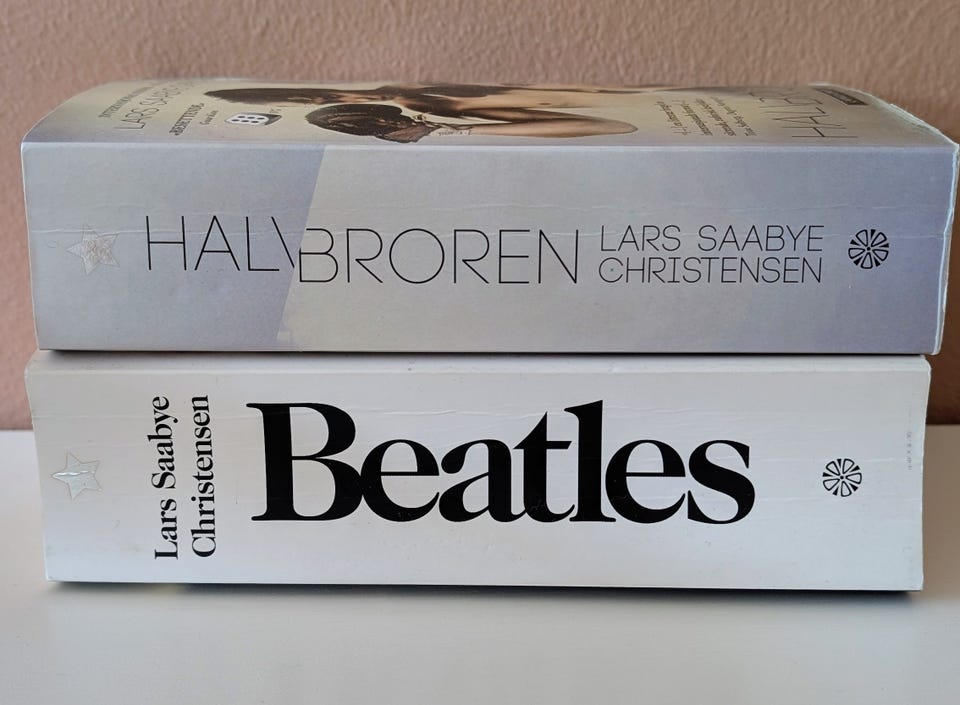 HALVBROREN
LARS SAABYE
CHRISTENSEN
Lars Saabye
Christensen
Beatles